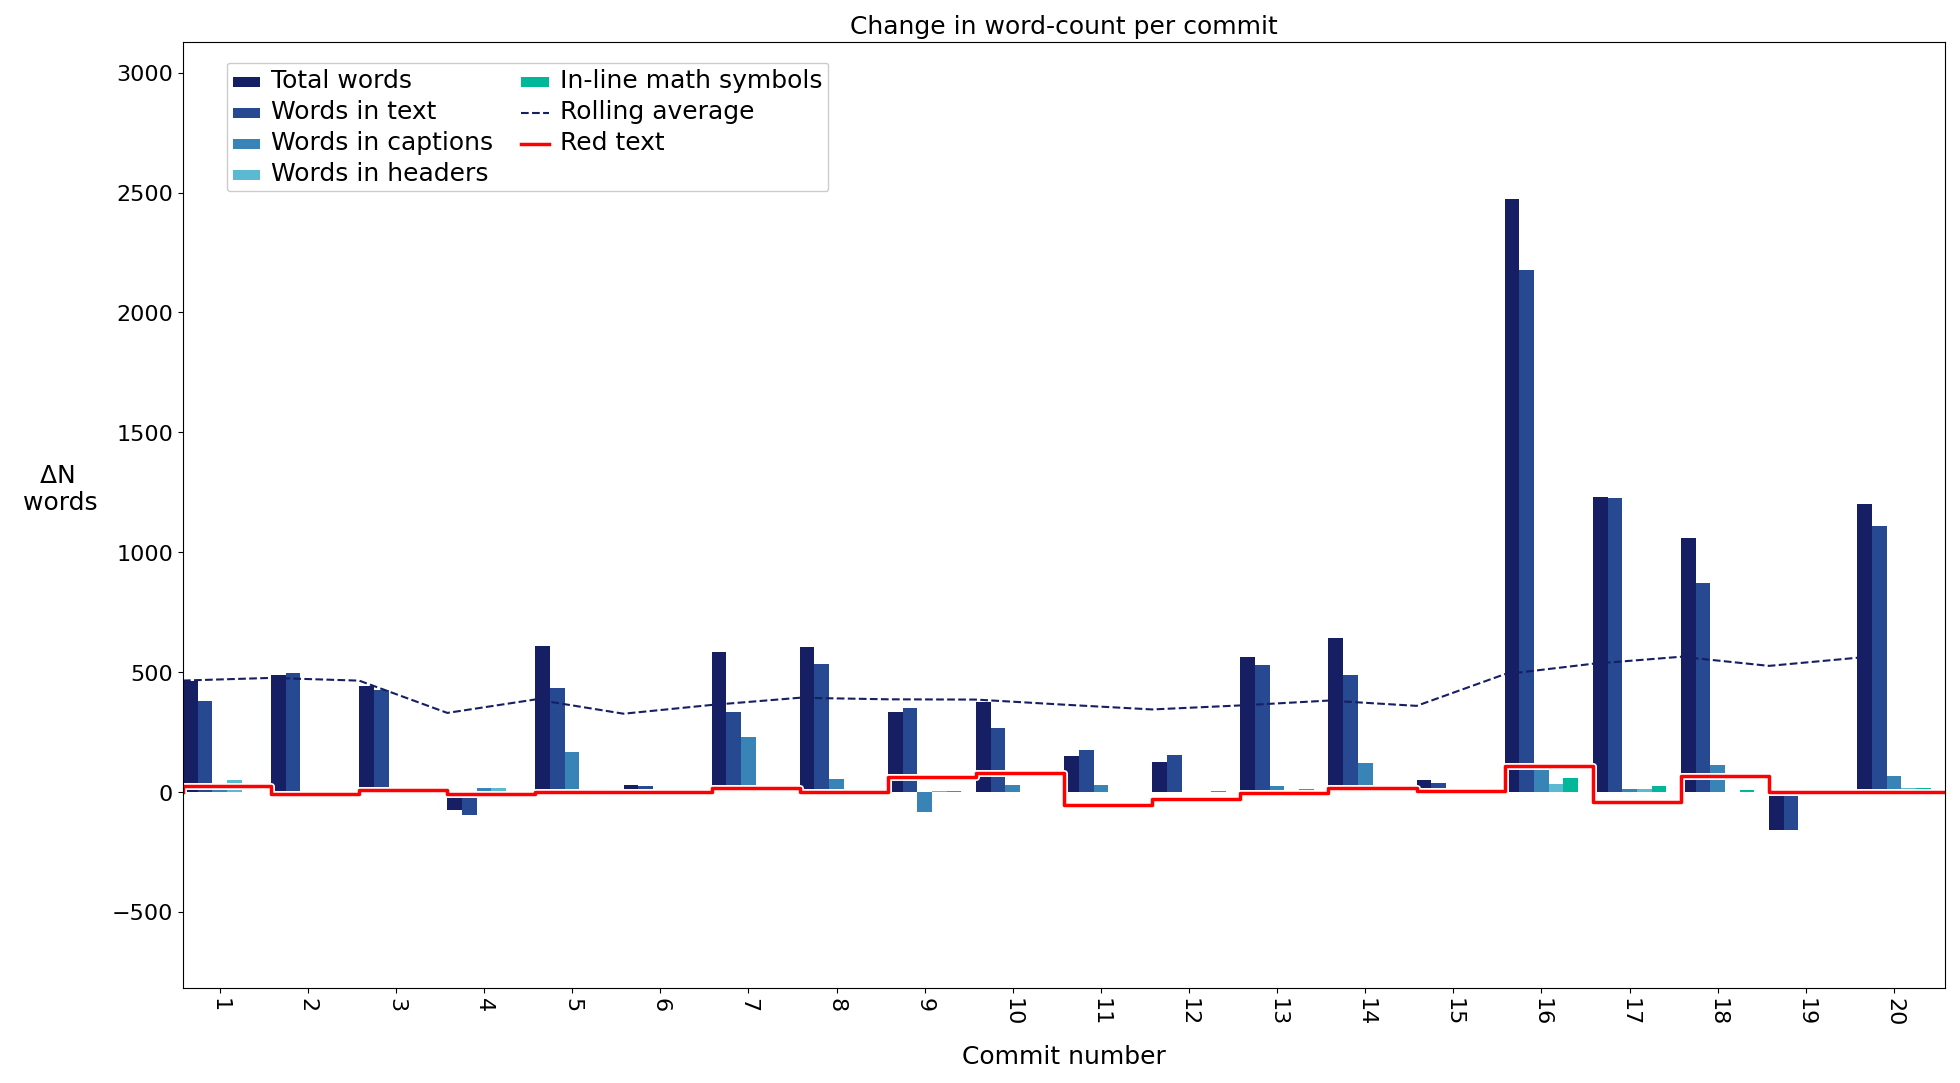 Change in word-count per commit
3000
2500
2000
1500
1000
500
0
−500
ΔN
words
Total words
Words in text
Words in captions
Words in headers
In-line math symbols
Rolling average
Red text
1
2
3
4
5
6
7
8
9
10
11
12
13
14
15
16
17
18
19
20
Commit number